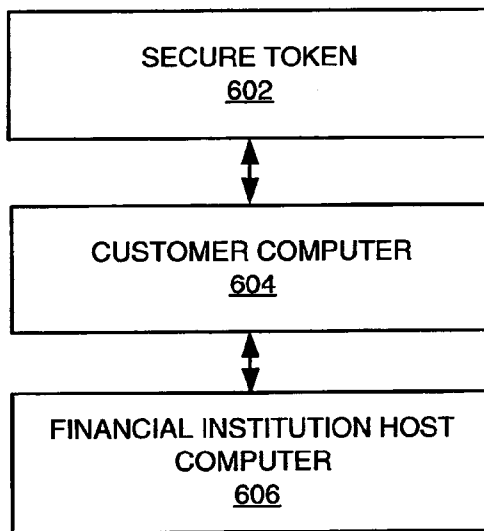 SECURE TOKEN
602
CUSTOMER COMPUTER
604
FINANCIAL INSTITUTION HOST
COMPUTER
606